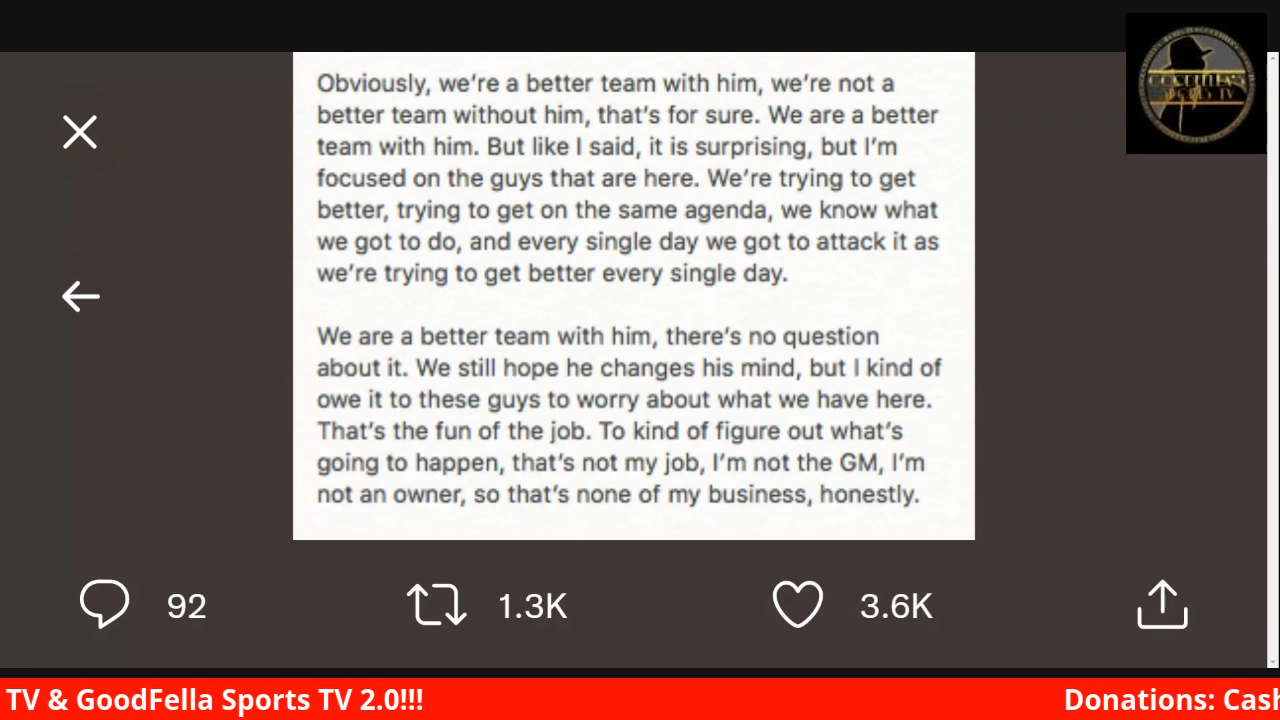 Obviously, we're a better team with him, we're not a
better team without him, that's for sure. We are a better
team with him. But like I said, it is surprising, but I'm
focused on the guys that are here. We're trying to get
better, trying to get on the same agenda, we know what
we got to do, and every single day we got to attack it as
we're trying to get better every single day.
We are a better team with him, there's no question
about it. We still hope he changes his mind, but I kind of
owe it to these guys to worry about what we have here.
That's the fun of the job. To kind of figure out what's
going to happen, that's not my job, I'm not the GM, I'm
not an owner, so that's none of my business, honestly.
92 1.3K 3.6K
TV & GoodFella Sports TV 2.0!!! Donations: Cash